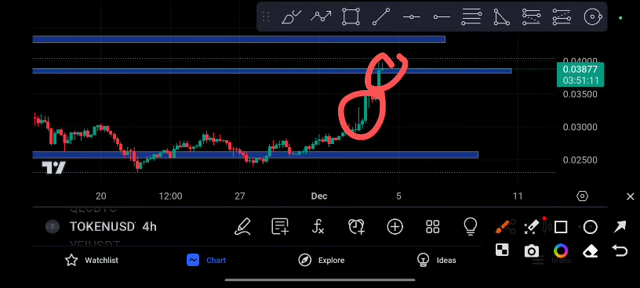 0.04000
0.03877
03:51:11
0.03500
0.03000
0.02500
20 12:00 27 Dec 5 11
TOKENUSD 4h
Watchlist Chart Explore Ideas